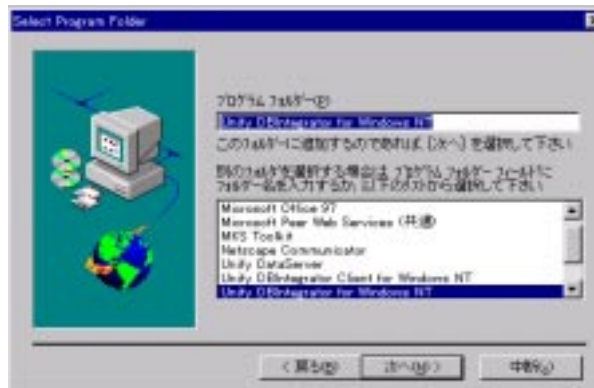 Select Program Folder
プログラム フォルダー(P)
Unify DBIntegrator for Windows NT
このフォルダーに追加するのであれば、[次へ] を選択して下さい
別のフォルダを選択する場合は プログラム フォルダー フィールドに
フォルダー名を入力するか、以下のリストから選択して下さい
Microsoft Office 97
Microsoft Peer Web Services (共通)
MKS Toolkit
Netscape Communicator
Unify DataServer
Unify DBIntegrator Client for Windows NT
Unify DBIntegrator for Windows NT
< 戻る(B)
次へ(N) >
中断(C)